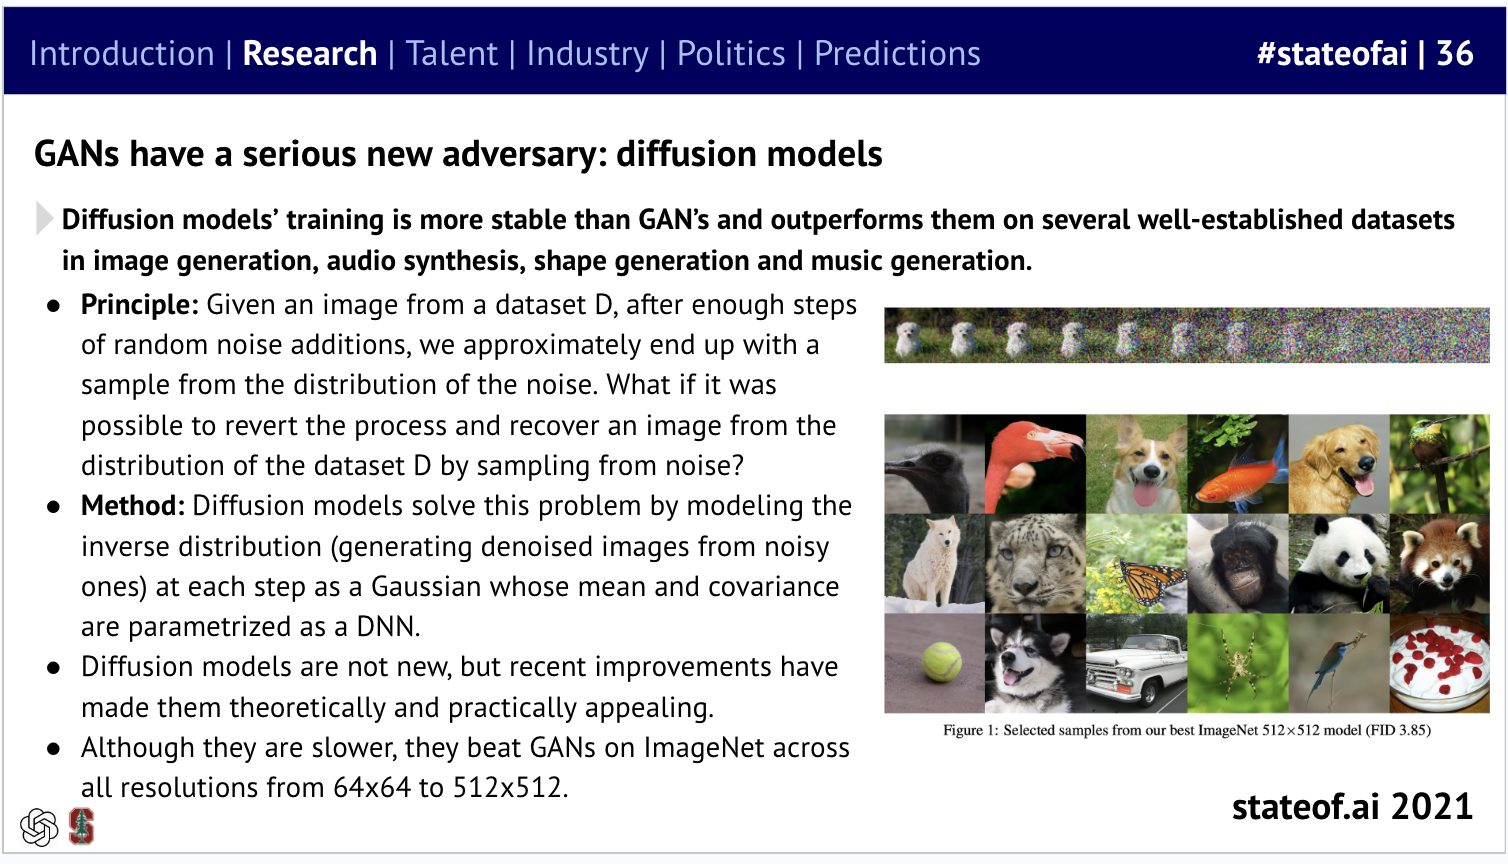 Introduction | Research | Talent | Industry | Politics | Predictions
#stateofai | 36
GANs have a serious new adversary: diffusion models
Diffusion models’ training is more stable than GAN’s and outperforms them on several well-established datasets
in image generation, audio synthesis, shape generation and music generation.
● Principle: Given an image from a dataset D, after enough steps
of random noise additions, we approximately end up with a
sample from the distribution of the noise. What if it was
possible to revert the process and recover an image from the
distribution of the dataset D by sampling from noise?
● Method: Diffusion models solve this problem by modeling the
inverse distribution (generating denoised images from noisy
ones) at each step as a Gaussian whose mean and covariance
are parametrized as a DNN.
● Diffusion models are not new, but recent improvements have
made them theoretically and practically appealing.
● Although they are slower, they beat GANs on ImageNet across
all resolutions from 64x64 to 512x512.
Figure 1: Selected samples from our best ImageNet 512×512 model (FID 3.85)
S
stateof.ai 2021